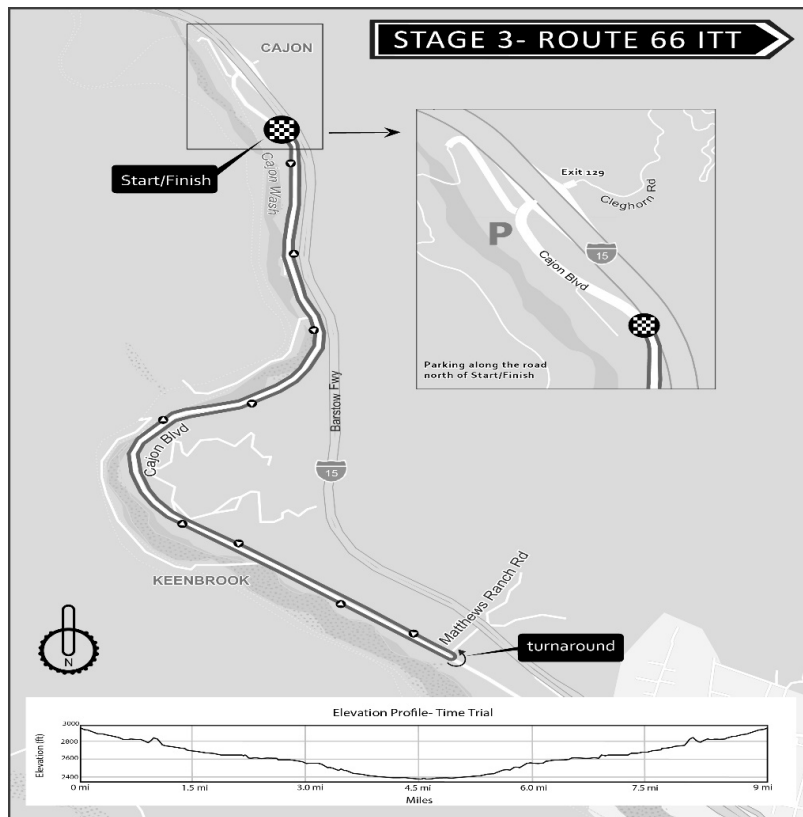 STAGE 3- ROUTE 66 ITT
CAJON
Start/Finish
Cajon Wash
Exit 129
Cleghorn Rd
P
15
Cajon Blvd
Parking along the road
north of Start/Finish
Barstow Fwy
Cajon Blvd
15
KEENBROOK
Matthews Ranch Rd
turnaround
N
Elevation Profile- Time Trial
Elevation (ft)
3000
2800
2600
2400
0 mi 1.5 mi 3.0 mi 4.5 mi 6.0 mi 7.5 mi 9 mi
Miles